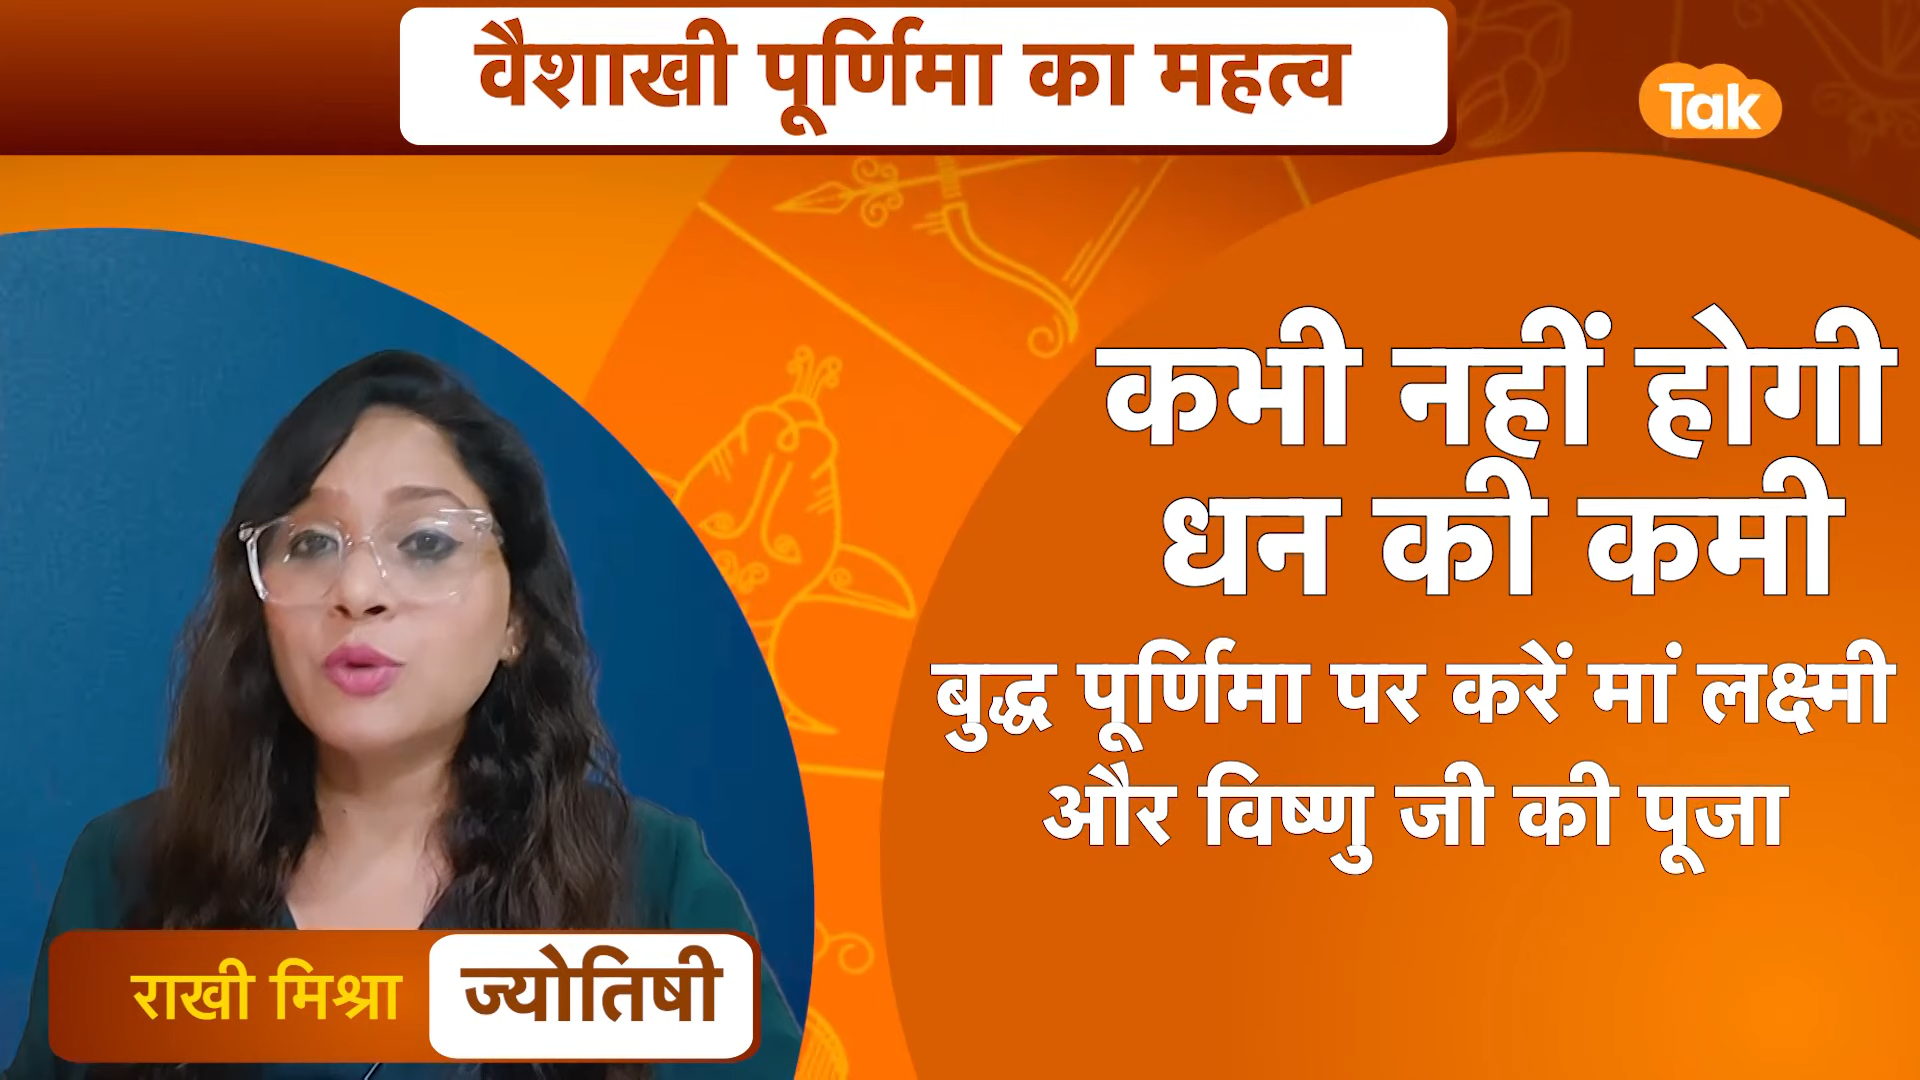 वैशाखी पूर्णिमा का महत्व
Tak
कभी नहीं होगी
धन की कमी
बुद्ध पूर्णिमा पर करें मां लक्ष्मी
और विष्णु जी की पूजा
राखी मिश्रा ज्योतिषी